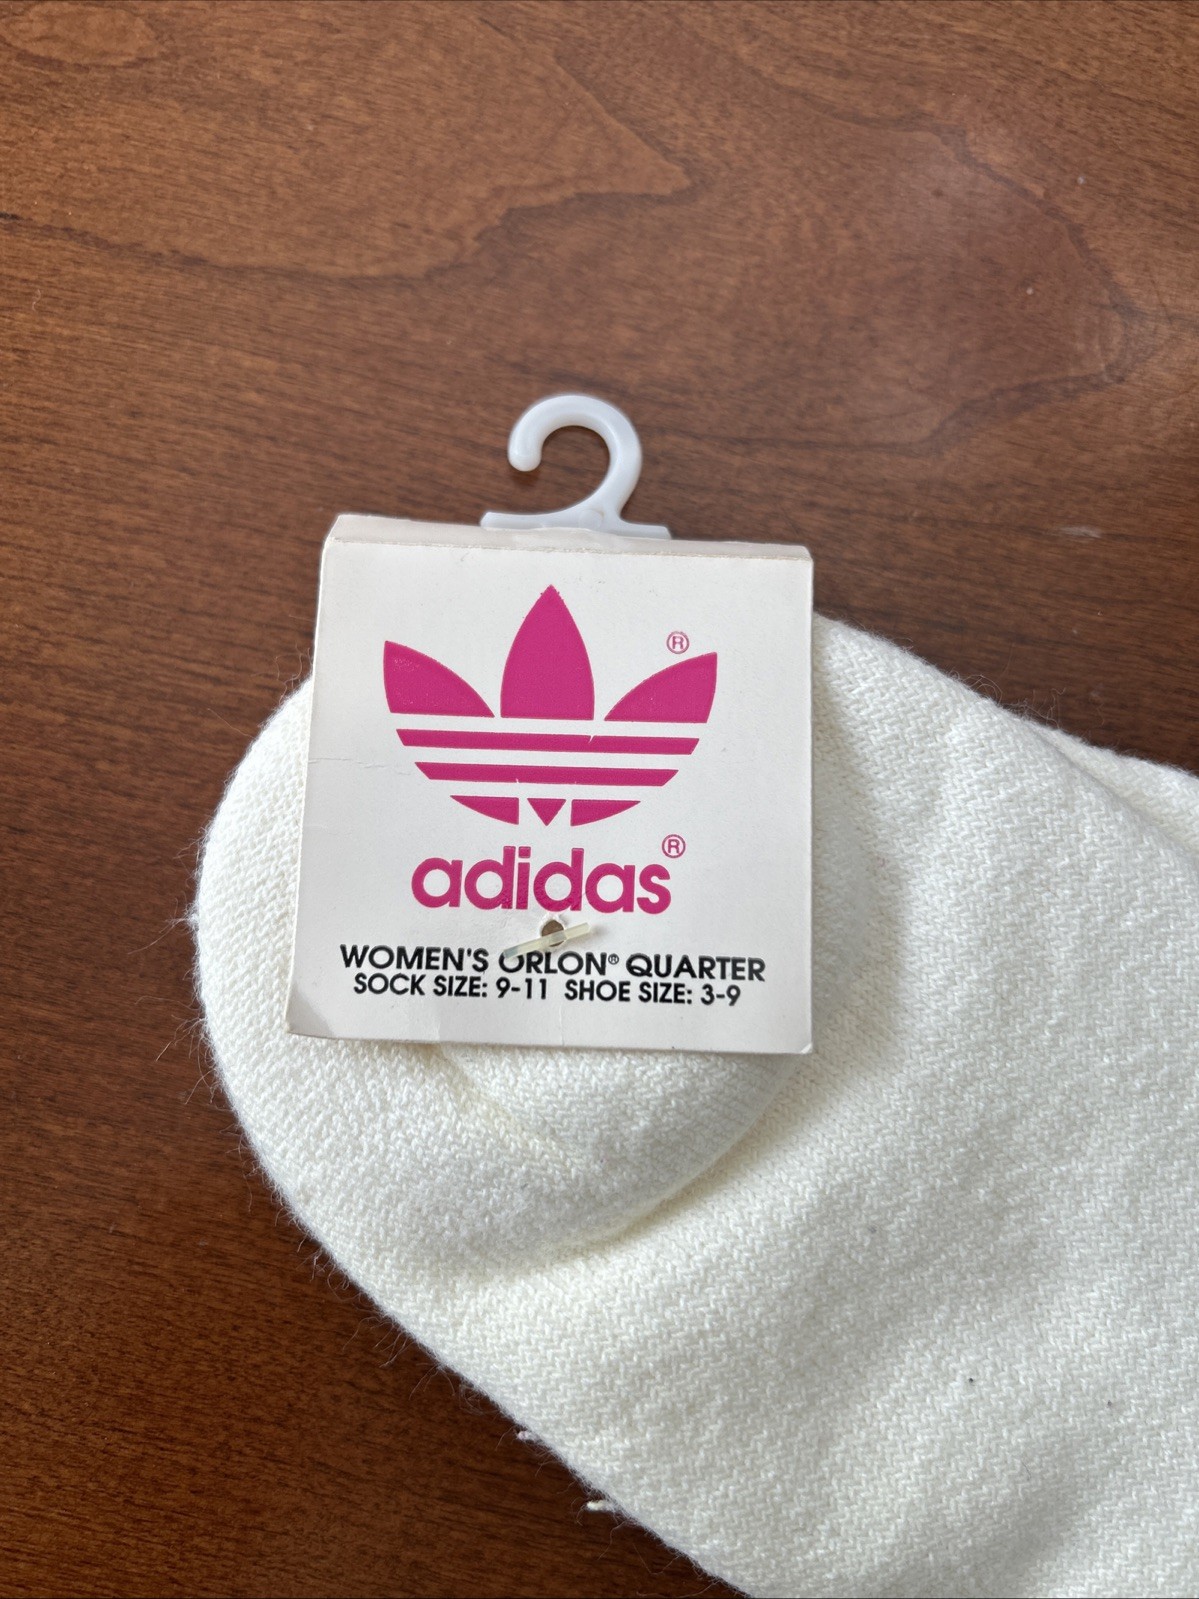 ®
adidas®
WOMEN'S ORLON® QUARTER
SOCK SIZE: 9-11 SHOE SIZE: 3-9